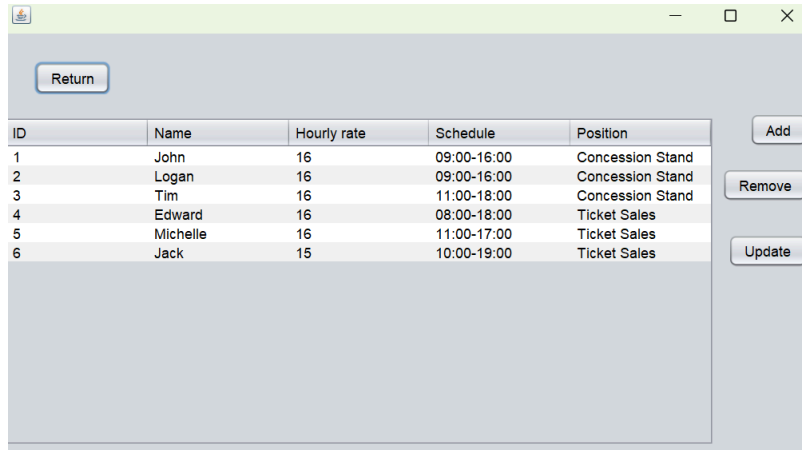 Return
ID Name Hourly rate Schedule Position
1 John 16 09:00-16:00 Concession Stand
2 Logan 16 09:00-16:00 Concession Stand
3 Tim 16 11:00-18:00 Concession Stand
4 Edward 16 08:00-18:00 Ticket Sales
5 Michelle 16 11:00-17:00 Ticket Sales
6 Jack 15 10:00-19:00 Ticket Sales
Add
Remove
Update